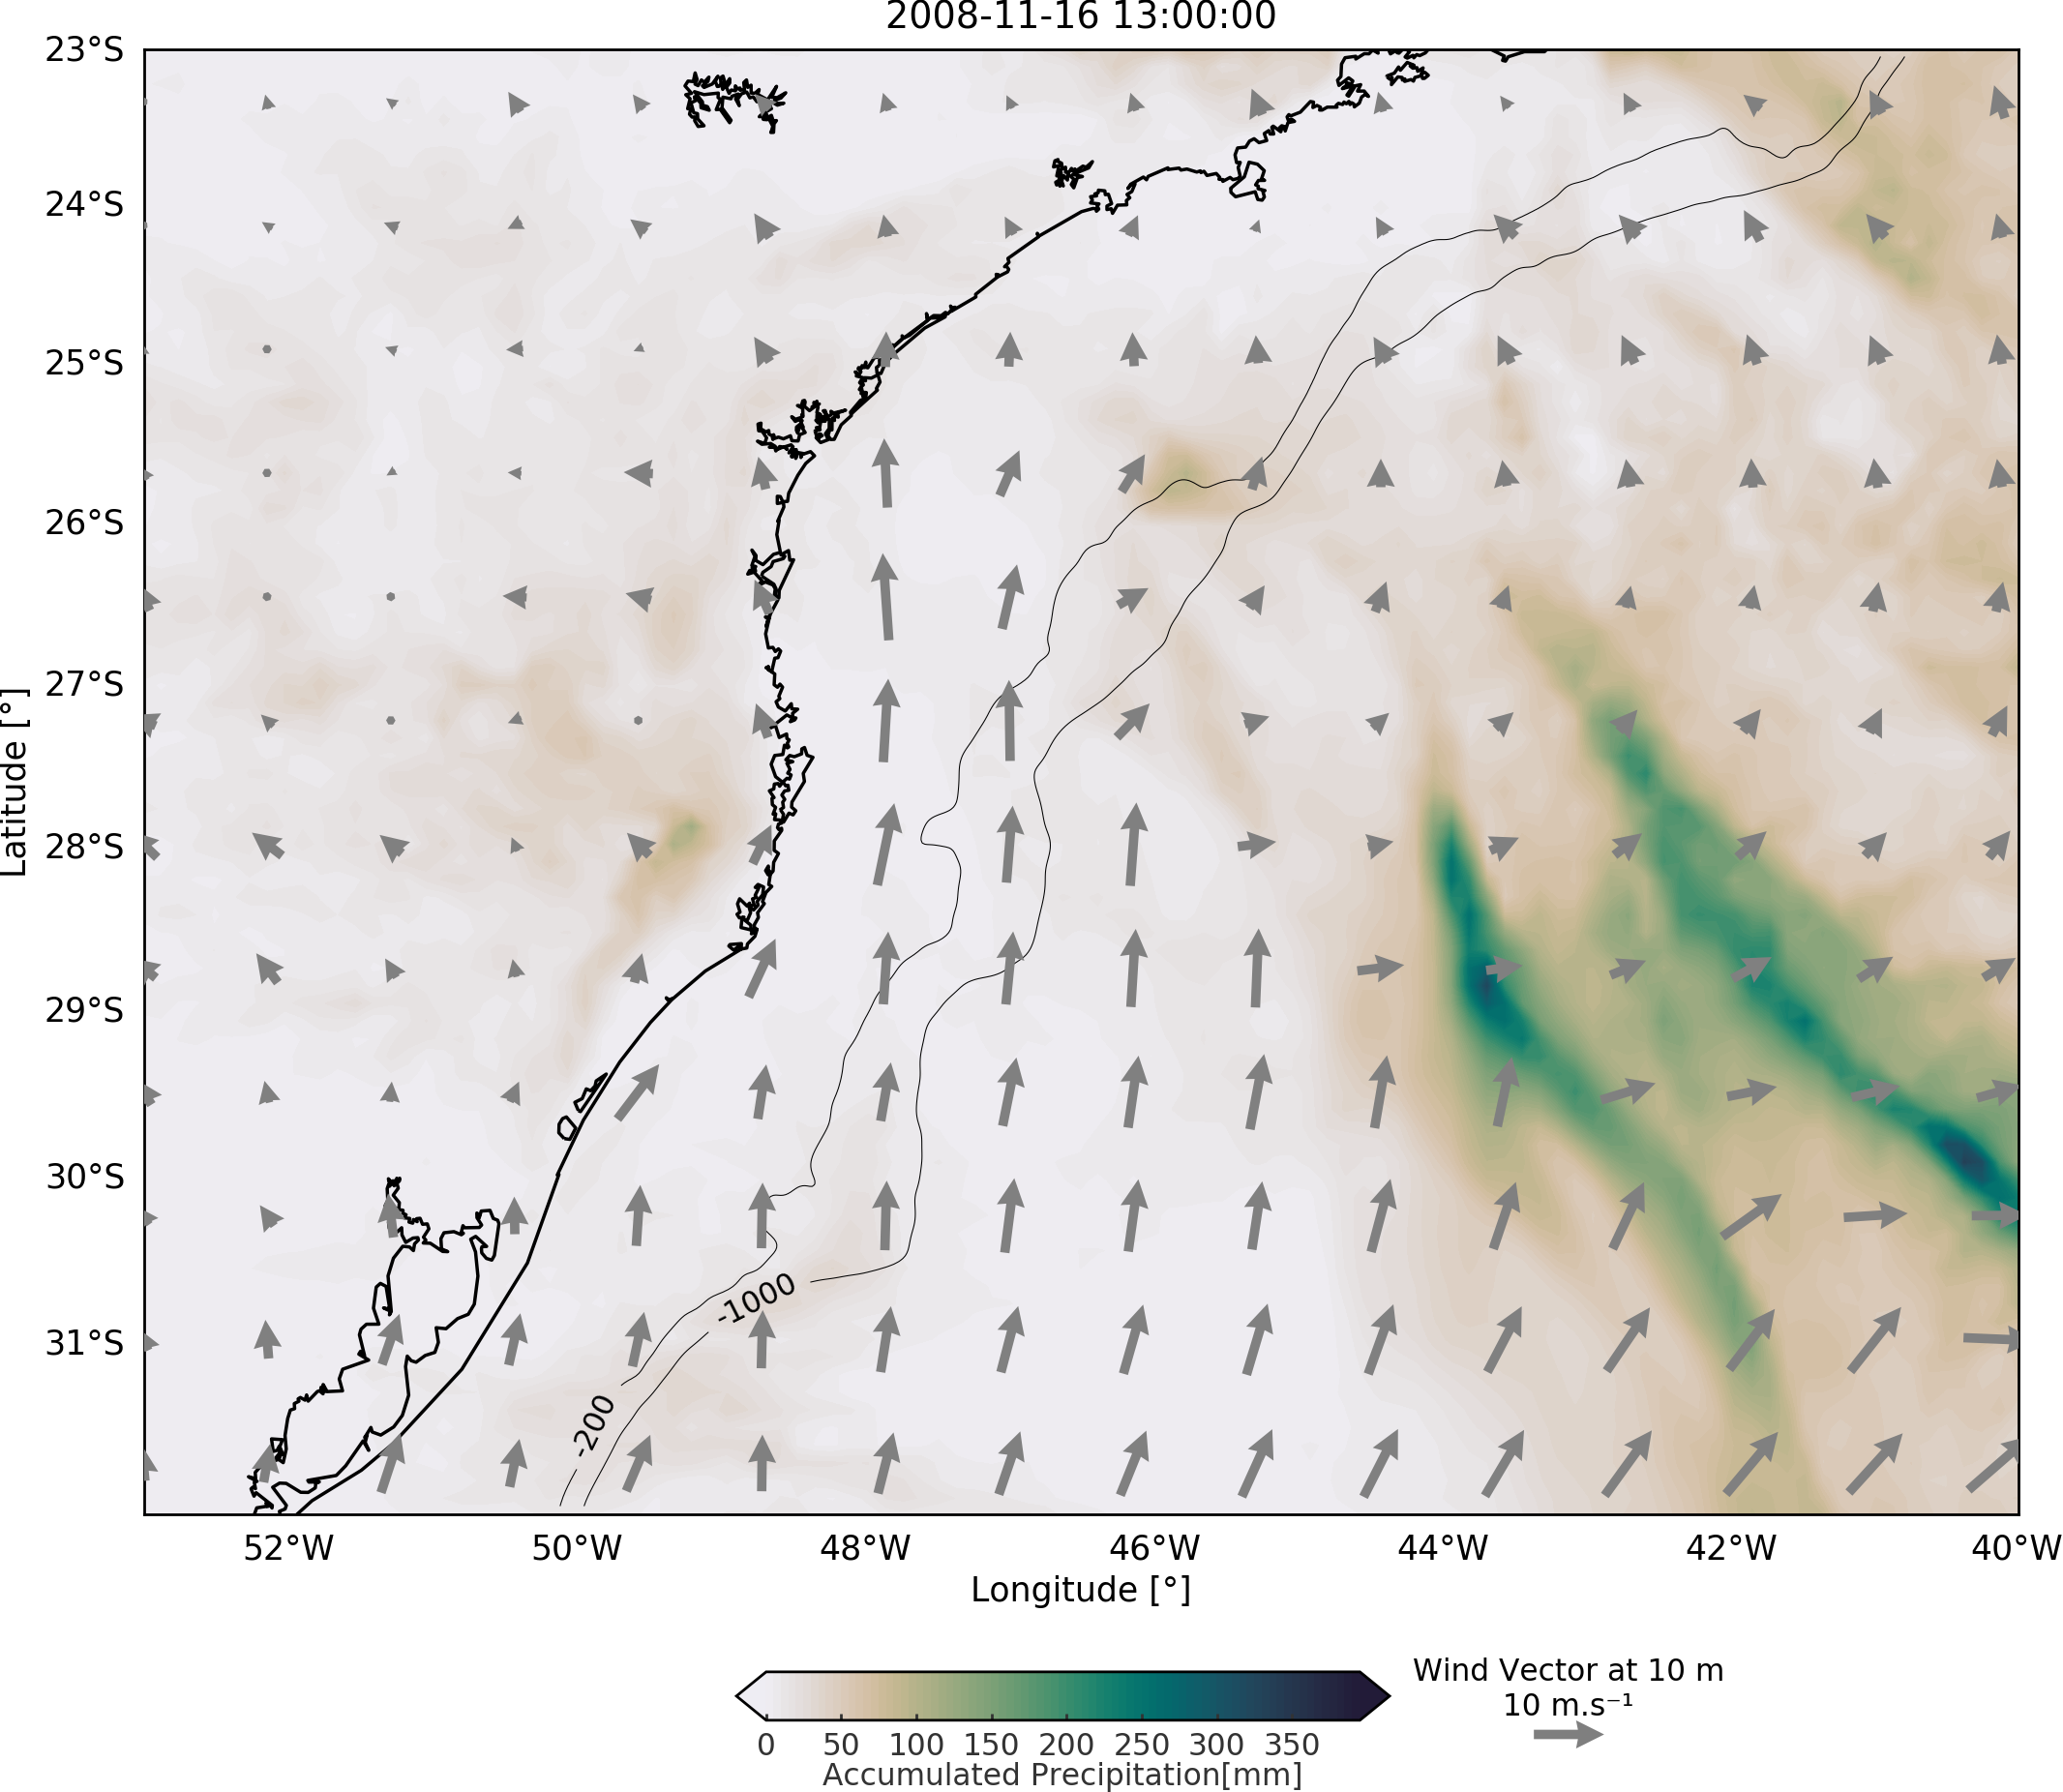 2008-11-16 13:00:00
23°S
24°S
25°S
26°S
27°S
28°S
29°S
30°S
31°S
Latitude [°]
-1000
-200
52°W 50°W 48°W 46°W 44°W 42°W 40°W
Longitude [°]
Wind Vector at 10 m
10 m.s⁻¹
0 50 100 150 200 250 300 350
Accumulated Precipitation[mm]